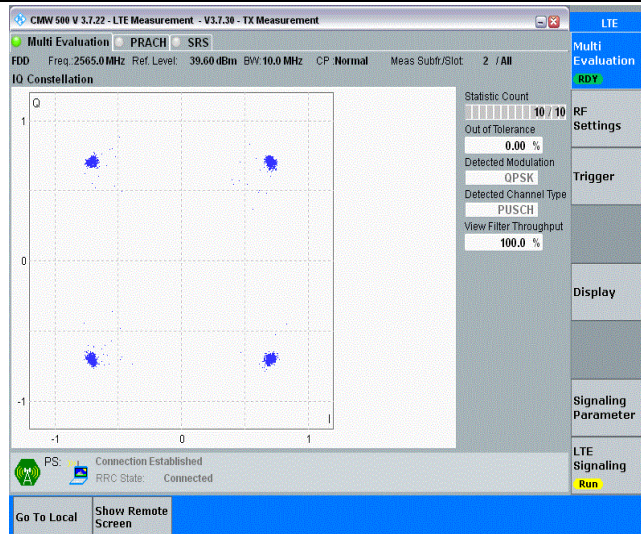 CMW 500 V 3.7.22 - LTE Measurement - V3.7.30 - TX Measurement
LTE
Multi Evaluation PRACH SRS
Multi
Evaluation
RDY
FDD Freg.:2565.0 MHz Ref. Level: 39.60 dBm BW:10.0 MHz CP :Normal Meas Subfr/Slot: 2 / All
IQ Constellation
Statistic Count
10 / 10
Out of Tolerance
0.00 %
Detected Modulation
QPSK
Detected Channel Type
PUSCH
View Filter Throughput
100.0 %
RF
Settings
Trigger
Display
Signaling
Parameter
LTE
Signaling
Run
Q
1
0
-1
I
-1 0 1
PS: Connection Established
RRC State: Connected
Go To Local
Show Remote
Screen